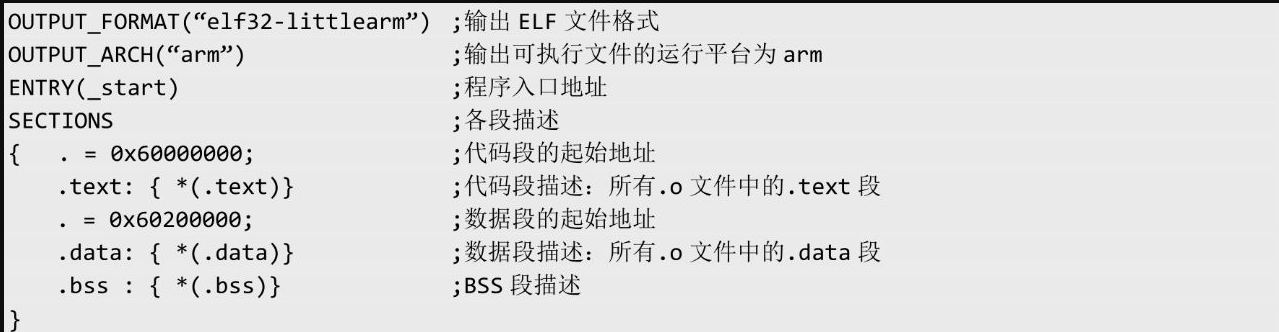 OUTPUT_FORMAT(“elf32-littlearm”) ;输出 ELF 文件格式
OUTPUT_ARCH(“arm”) ;输出可执行文件的运行平台为 arm
ENTRY(_start) ;程序入口地址
SECTIONS ;各段描述
{ . = 0x60000000; ;代码段的起始地址
.text: { *(.text)} ;代码段描述：所有.o 文件中的.text 段
. = 0x60200000; ;数据段的起始地址
.data: { *(.data)} ;数据段描述：所有.o 文件中的.data 段
.bss : { *(.bss)} ;BSS 段描述
}